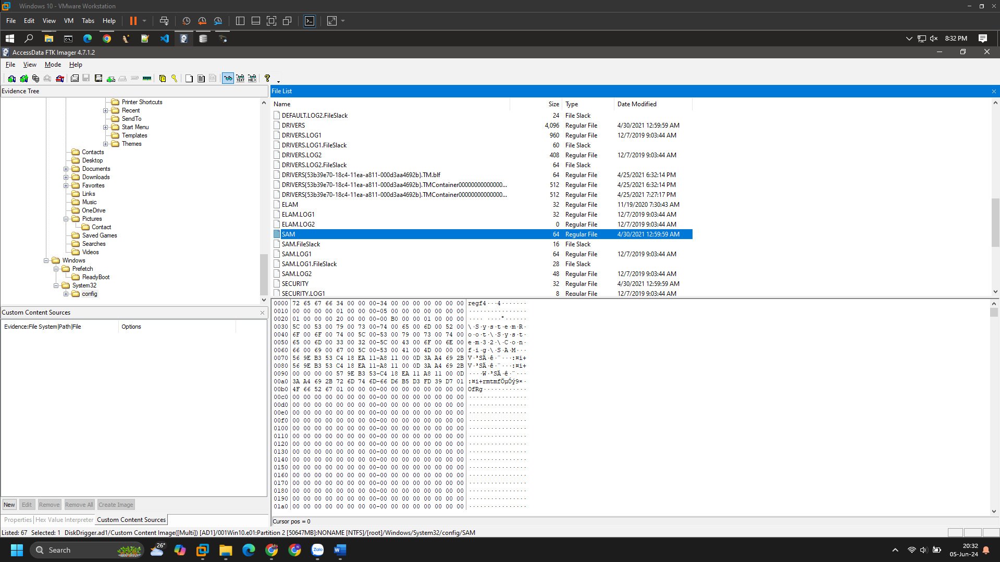 Windows 10 - VMware Workstation
File Edit View VM Tabs Help
8:32 PM
AccessData FTK Imager 4.7.1.2
File View Mode Help
Evidence Tree
Printer Shortcuts
Recent
SendTo
Start Menu
Templates
Themes
Contacts
Desktop
Documents
Downloads
Favorites
Links
Music
OneDrive
Pictures
Contact
Saved Games
Searches
Videos
Windows
Prefetch
ReadyBoot
System32
config
Custom Content Sources
Evidence:File System|Path|File Options
New Edit Remove Remove All Create Image
Properties Hex Value Interpreter Custom Content Sources
File List
Name Size Type Date Modified
DEFAULT.LOG2.FileSlack 24 File Slack
DRIVERS 4,096 Regular File 4/30/2021 12:59:59 AM
DRIVERS.LOG1 960 Regular File 12/7/2019 9:03:44 AM
DRIVERS.LOG1.FileSlack 60 File Slack
DRIVERS.LOG2 408 Regular File 12/7/2019 9:03:44 AM
DRIVERS.LOG2.FileSlack 64 File Slack
DRIVERS{53b39e70-18c4-11ea-a811-000d3aa4692b}.TM.blf 64 Regular File 4/25/2021 6:32:14 PM
DRIVERS{53b39e70-18c4-11ea-a811-000d3aa4692b}.TMContainer00000000000000... 512 Regular File 4/25/2021 6:32:14 PM
DRIVERS{53b39e70-18c4-11ea-a811-000d3aa4692b}.TMContainer00000000000000... 512 Regular File 4/25/2021 7:27:17 PM
ELAM 32 Regular File 11/19/2020 7:30:43 AM
ELAM.LOG1 32 Regular File 12/7/2019 9:03:44 AM
ELAM.LOG2 0 Regular File 12/7/2019 9:03:44 AM
SAM 64 Regular File 4/30/2021 12:59:59 AM
SAM.FileSlack 16 File Slack
SAM.LOG1 64 Regular File 12/7/2019 9:03:44 AM
SAM.LOG1.FileSlack 28 File Slack
SAM.LOG2 48 Regular File 12/7/2019 9:03:44 AM
SECURITY 32 Regular File 4/30/2021 12:59:59 AM
SECURITY.LOG1 8 Regular File 12/7/2019 9:03:44 AM
0000 72 65 67 66 34 00 00 00-34 00 00 00 00 00 00 00 regf4···4·······
0010 00 00 00 00 01 00 00 00-05 00 00 00 00 00 00 00 ················
0020 01 00 00 00 20 00 00 00-00 B0 00 00 01 00 00 00 ···· ····°······
0030 5C 00 53 00 79 00 73 00-74 00 65 00 6D 00 52 00 \·S·y·s·t·e·m·R·
0040 6F 00 6F 00 74 00 5C 00-53 00 79 00 73 00 74 00 o·o·t·\·S·y·s·t·
0050 65 00 6D 00 33 00 32 00-5C 00 43 00 6F 00 6E 00 e·m·3·2·\·C·o·n·
0060 66 00 69 00 67 00 5C 00-53 00 41 00 4D 00 00 00 f·i·g·\·S·A·M···
0070 56 9E B3 53 C4 18 EA 11-A8 11 00 0D 3A A4 69 2B V·³SÄ·ê·¨···:¤i+
0080 56 9E B3 53 C4 18 EA 11-A8 11 00 0D 3A A4 69 2B V·³SÄ·ê·¨···:¤i+
0090 00 00 00 00 57 9E B3 53-C4 18 EA 11 A8 11 00 0D ····W·³SÄ·ê·¨···
00a0 3A A4 69 2B 72 6D 74 6D-66 D6 B5 D3 FD 39 D7 01 :¤i+rmtmfÖµÓý9×·
00b0 4F 66 52 67 01 00 00 00-00 00 00 00 00 00 00 00 OfRg············
00c0 00 00 00 00 00 00 00 00-00 00 00 00 00 00 00 00 ················
00d0 00 00 00 00 00 00 00 00-00 00 00 00 00 00 00 00 ················
00e0 00 00 00 00 00 00 00 00-00 00 00 00 00 00 00 00 ················
00f0 00 00 00 00 00 00 00 00-00 00 00 00 00 00 00 00 ················
0100 00 00 00 00 00 00 00 00-00 00 00 00 00 00 00 00 ················
0110 00 00 00 00 00 00 00 00-00 00 00 00 00 00 00 00 ················
0120 00 00 00 00 00 00 00 00-00 00 00 00 00 00 00 00 ················
0130 00 00 00 00 00 00 00 00-00 00 00 00 00 00 00 00 ················
0140 00 00 00 00 00 00 00 00-00 00 00 00 00 00 00 00 ················
0150 00 00 00 00 00 00 00 00-00 00 00 00 00 00 00 00 ················
0160 00 00 00 00 00 00 00 00-00 00 00 00 00 00 00 00 ················
0170 00 00 00 00 00 00 00 00-00 00 00 00 00 00 00 00 ················
0180 00 00 00 00 00 00 00 00-00 00 00 00 00 00 00 00 ················
0190 00 00 00 00 00 00 00 00-00 00 00 00 00 00 00 00 ················
01a0 00 00 00 00 00 00 00 00-00 00 00 00 00 00 00 00 ················
Cursor pos = 0
Listed: 67 Selected: 1 DiskDrigger.ad1/Custom Content Image([Multi]) [AD1]/001Win10.e01:Partition 2 [50647MB]:NONAME [NTFS]/[root]/Windows/System32/config/SAM
Search
26°
Zalo
20:32
05-Jun-24